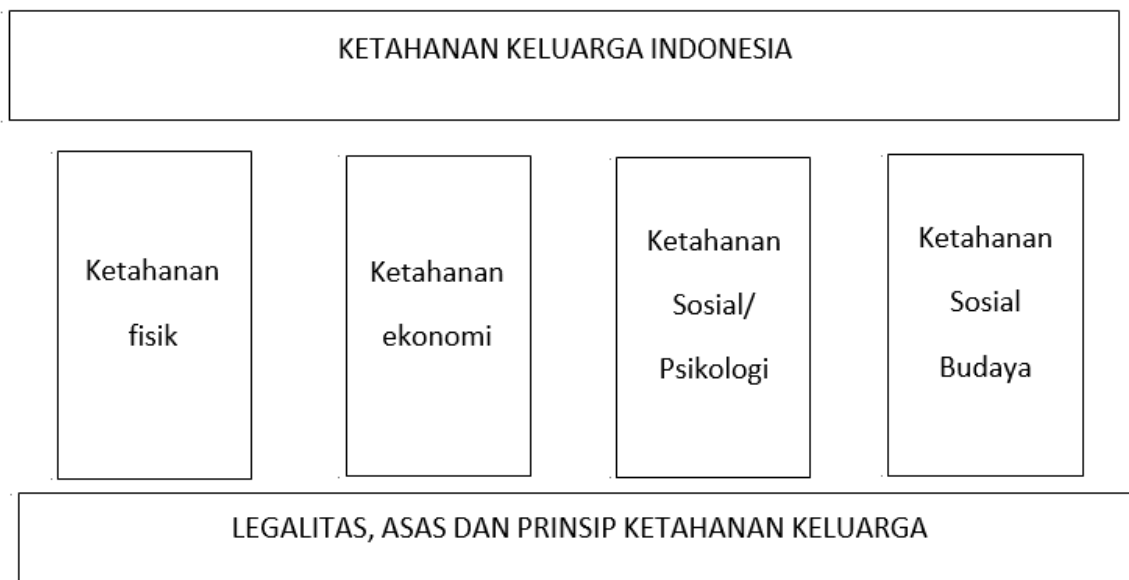 KETAHANAN KELUARGA INDONESIA
Ketahanan
fisik
Ketahanan
ekonomi
Ketahanan
Sosial/
Psikologi
Ketahanan
Sosial
Budaya
LEGALITAS, ASAS DAN PRINSIP KETAHANAN KELUARGA